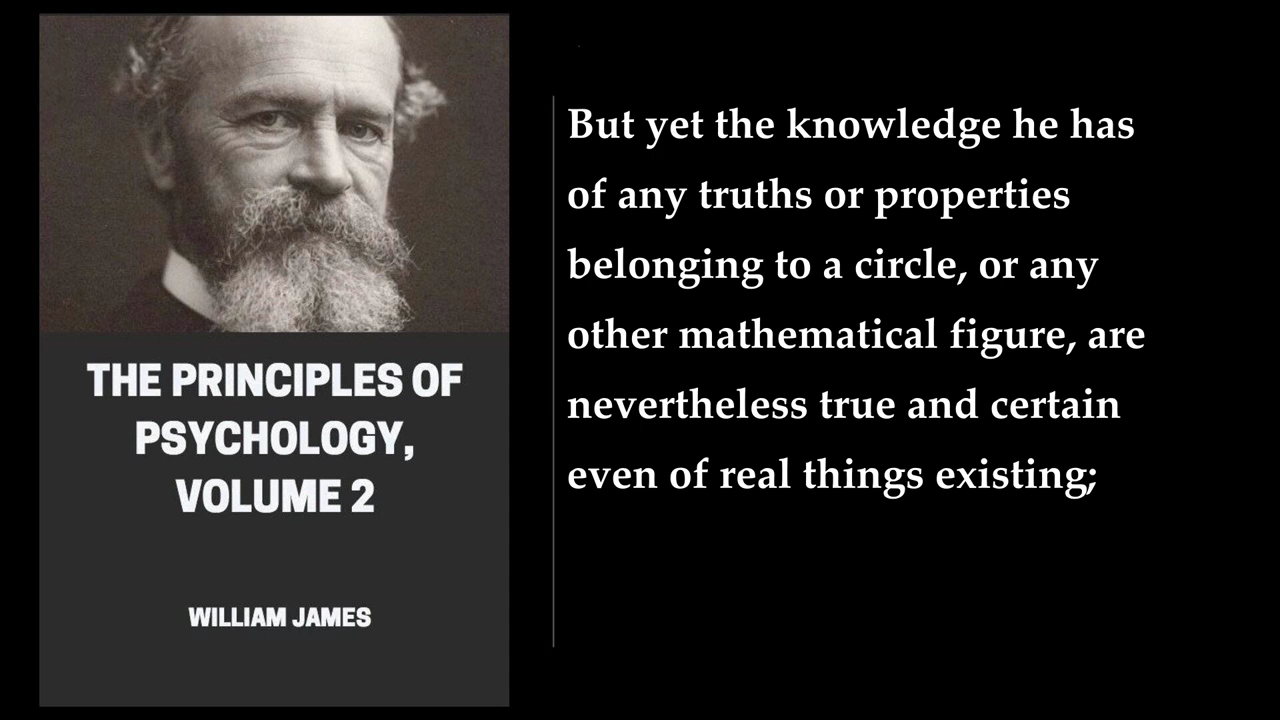 THE PRINCIPLES OF
PSYCHOLOGY,
VOLUME 2
WILLIAM JAMES
But yet the knowledge he has
of any truths or properties
belonging to a circle, or any
other mathematical figure, are
nevertheless true and certain
even of real things existing;